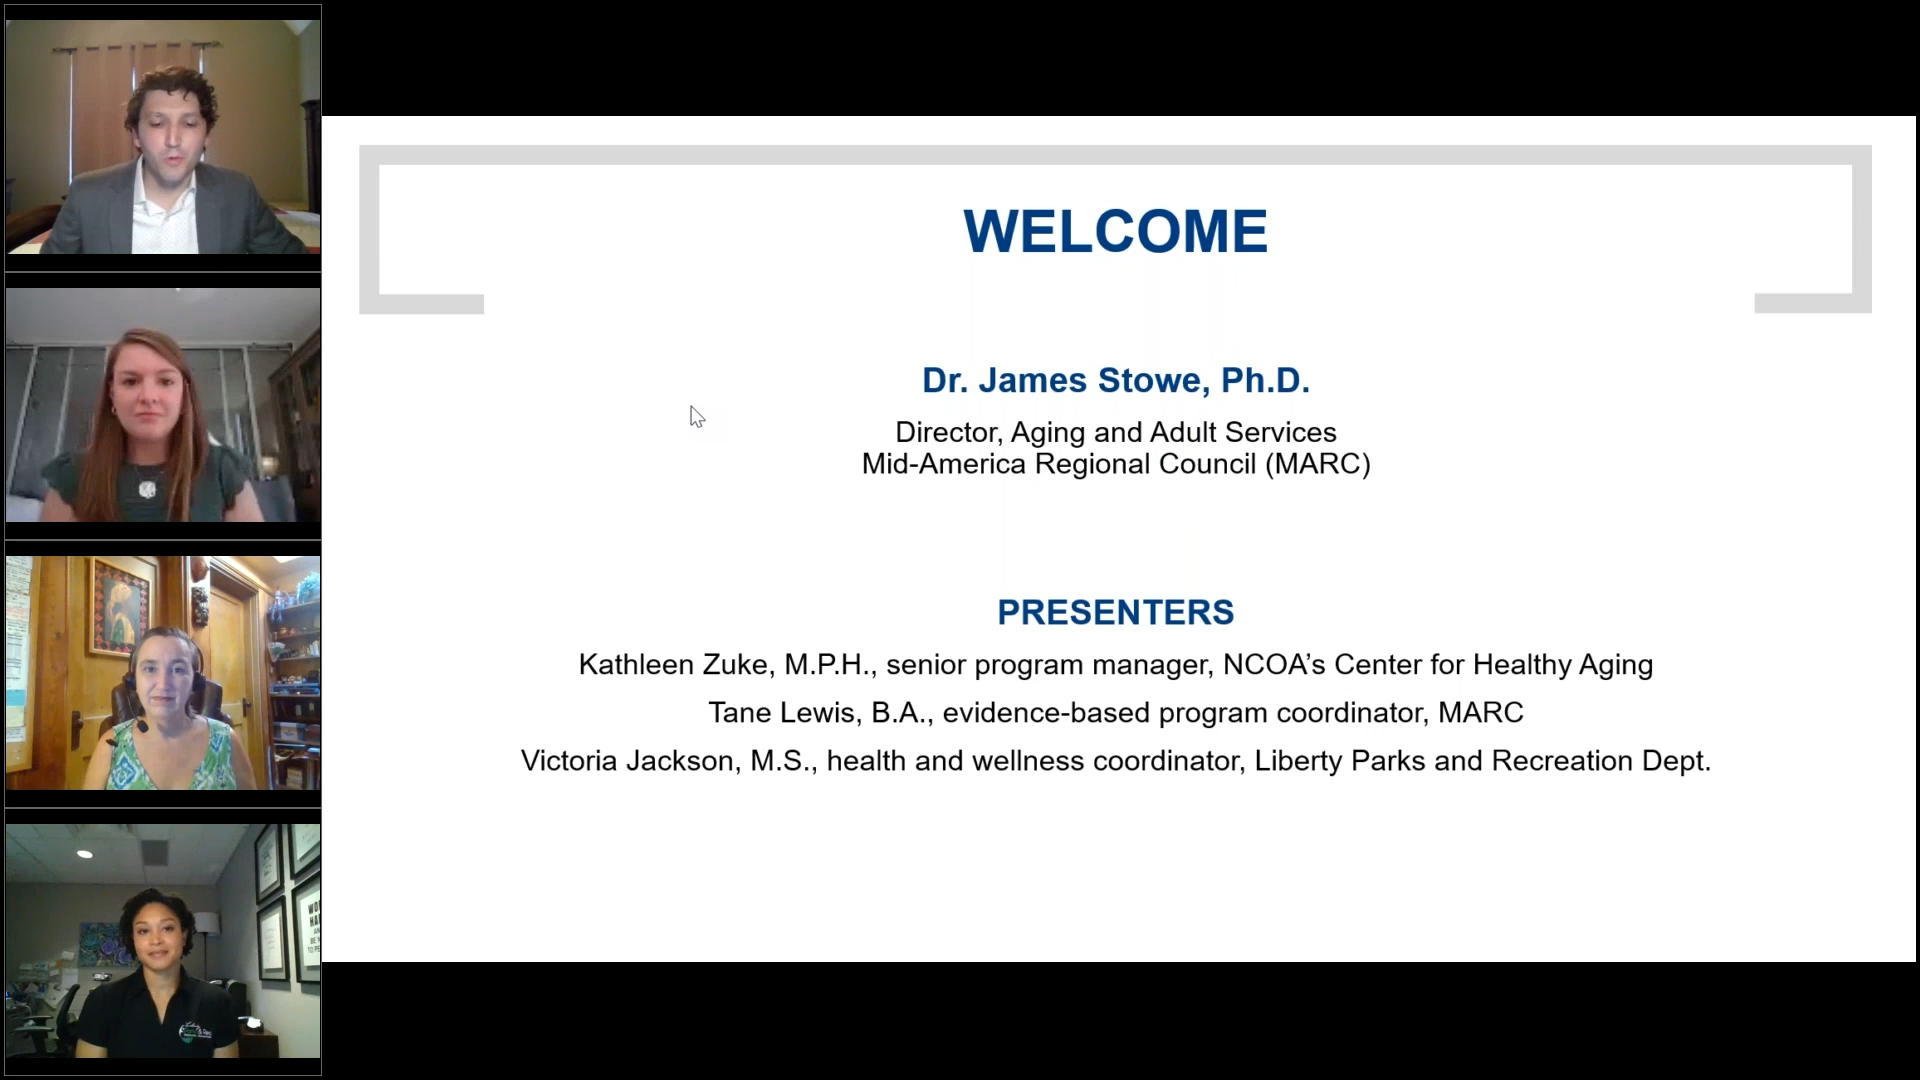 WELCOME
Dr. James Stowe, Ph.D.
Director, Aging and Adult Services
Mid-America Regional Council (MARC)
PRESENTERS
Kathleen Zuke, M.P.H., senior program manager, NCOA’s Center for Healthy Aging
Tane Lewis, B.A., evidence-based program coordinator, MARC
Victoria Jackson, M.S., health and wellness coordinator, Liberty Parks and Recreation Dept.